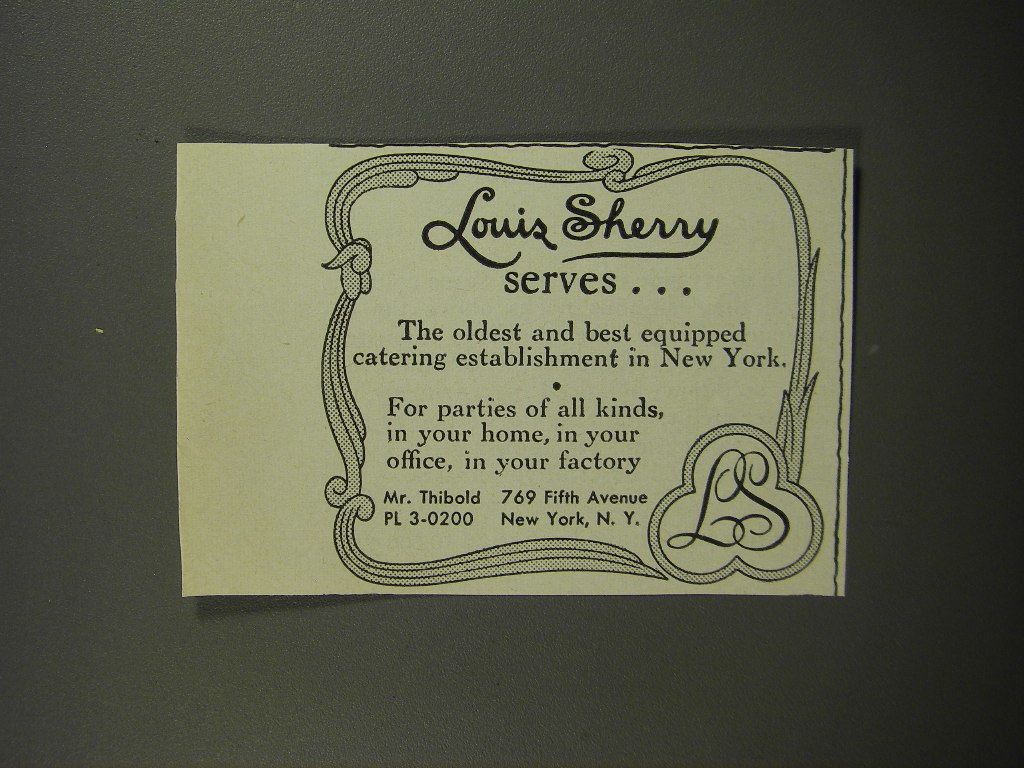 Louis Sherry
serves . . .
The oldest and best equipped
catering establishment in New York.
•
For parties of all kinds,
in your home, in your
office, in your factory
Mr. Thibold 769 Fifth Avenue
PL 3-0200 New York, N. Y.
LS